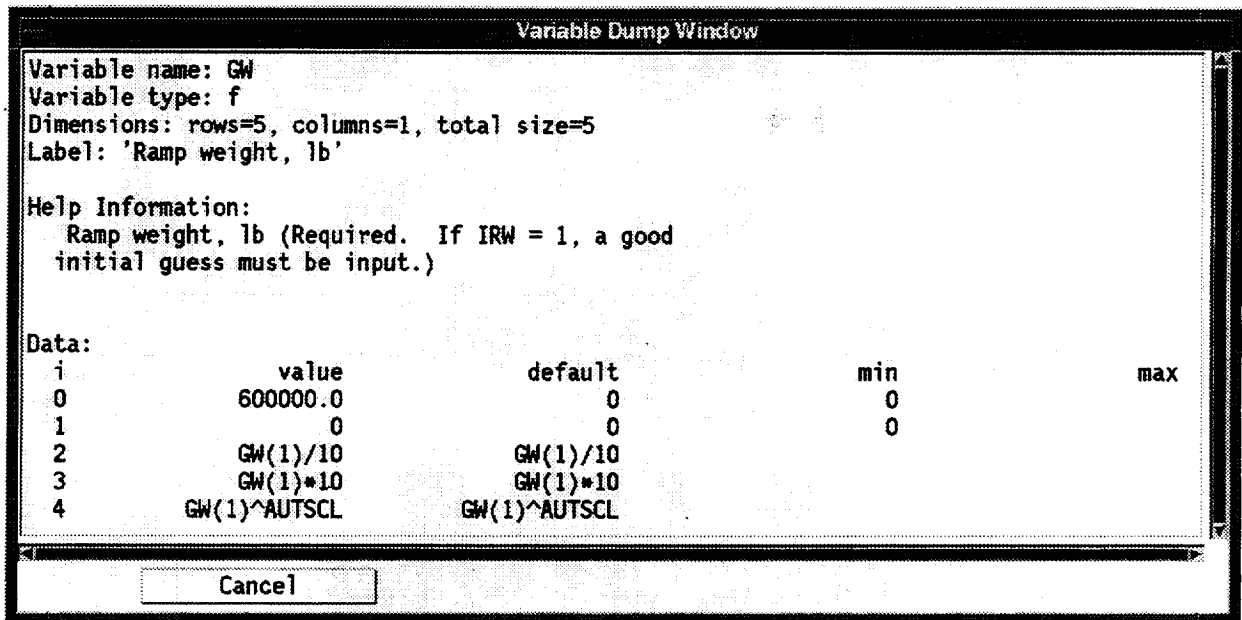 Variable Dump Window
Variable name: GW
Variable type: f
Dimensions: rows=5, columns=1, total size=5
Label: 'Ramp weight, lb'
Help Information:
Ramp weight, lb (Required. If IRW = 1, a good
initial guess must be input.)
Data:
i value default min max
0 600000.0 0 0
1 0 0 0
2 GW(1)/10 GW(1)/10
3 GW(1)*10 GW(1)*10
4 GW(1)^AUTSCL GW(1)^AUTSCL
Cancel